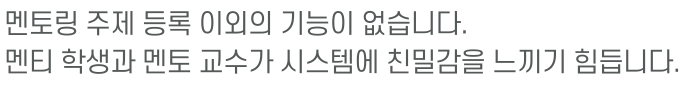 멘토링 주제 등록 이외의 기능이 없습니다.
멘티 학생과 멘토 교수가 시스템에 친밀감을 느끼기 힘듭니다.